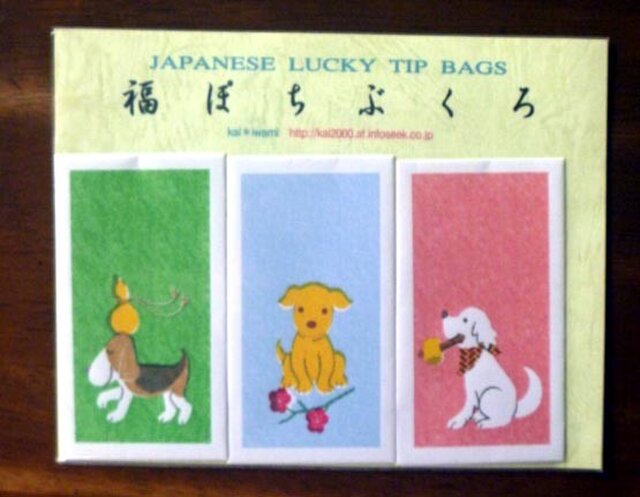 JAPANESE LUCKY TIP BAGS
福ぽちぶくろ
kai*iwami http://kai2000.at.infoseek.co.jp